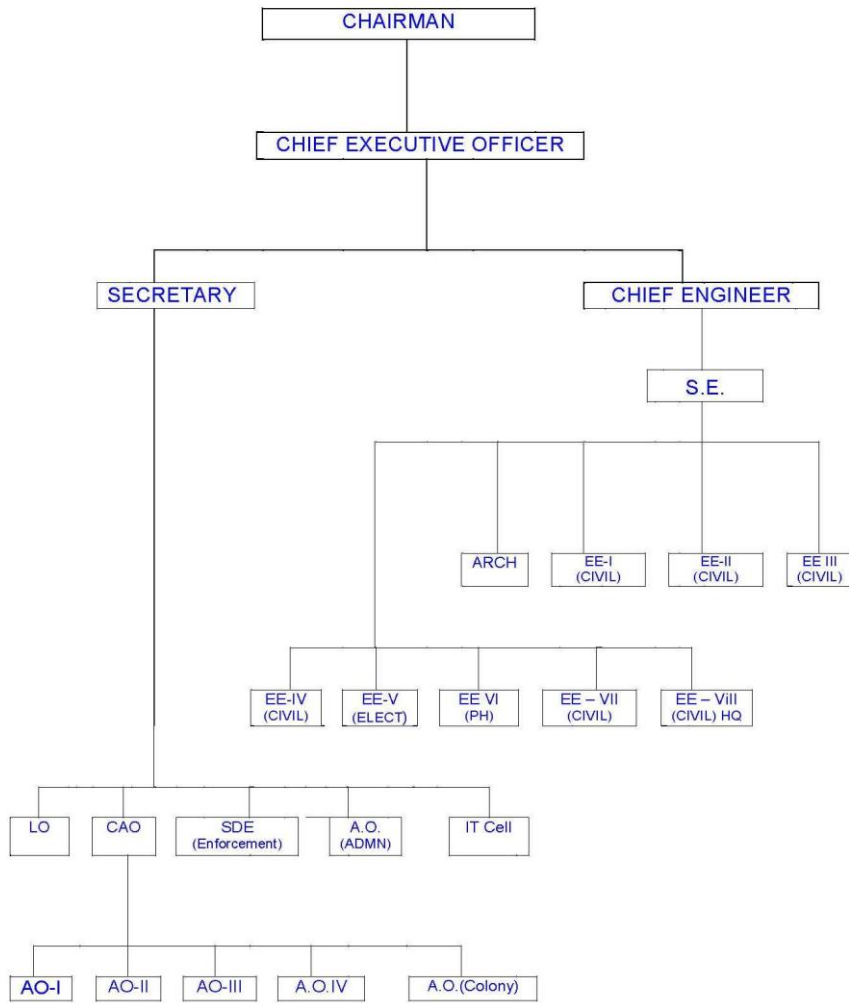 CHAIRMAN
CHIEF EXECUTIVE OFFICER
SECRETARY
CHIEF ENGINEER
S.E.
ARCH
EE-I
(CIVIL)
EE-II
(CIVIL)
EE III
(CIVIL)
EE-IV
(CIVIL)
EE-V
(ELECT)
EE VI
(PH)
EE – VII
(CIVIL)
EE – ViII
(CIVIL) HQ
LO
CAO
SDE
(Enforcement)
A.O.
(ADMN)
IT Cell
AO-I
AO-II
AO-III
A.O.IV
A.O.(Colony)